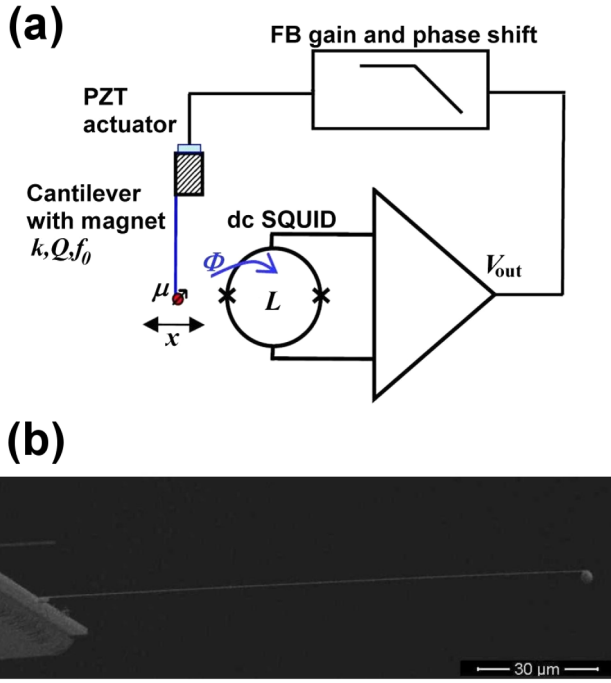 (a)
FB gain and phase shift
PZT
actuator
Cantilever
with magnet
k,Q,f₀
dc SQUID
Φ
μ
L
x
Vout
(b)
30 μm